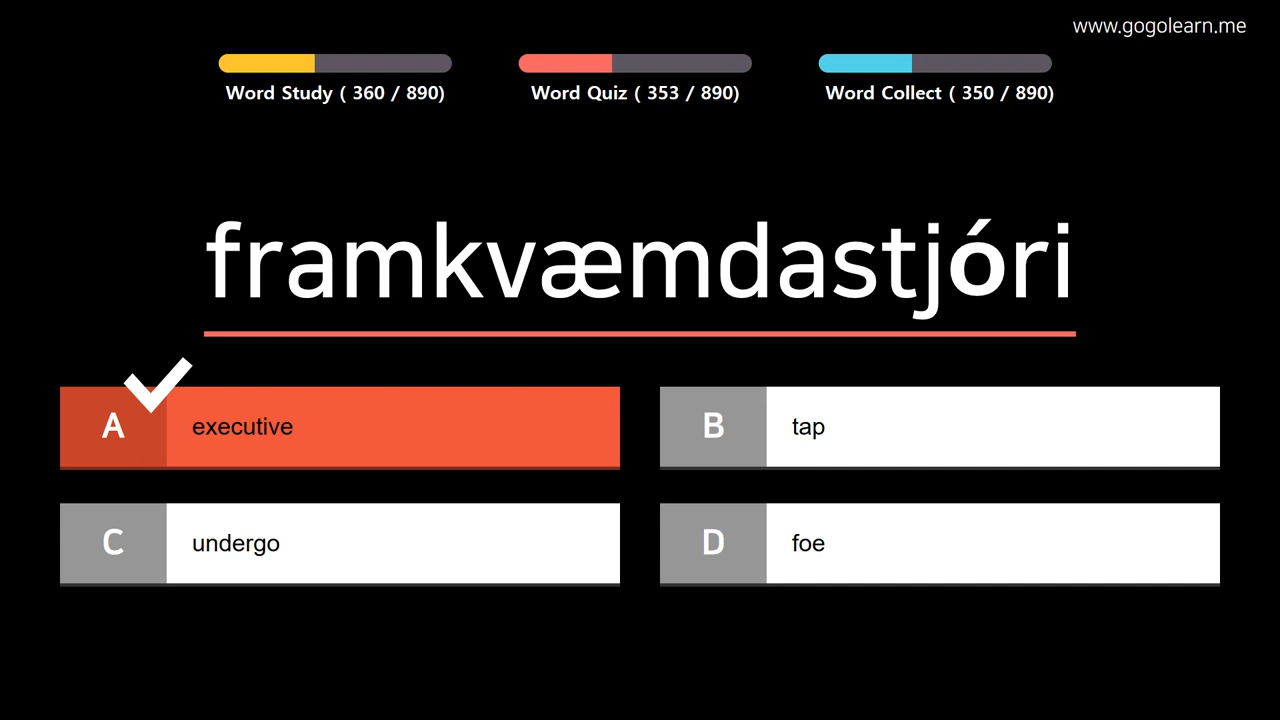 www.gogolearn.me
Word Study ( 360 / 890)
Word Quiz ( 353 / 890)
Word Collect ( 350 / 890)
framkvæmdastjóri
A executive
B tap
C undergo
D foe